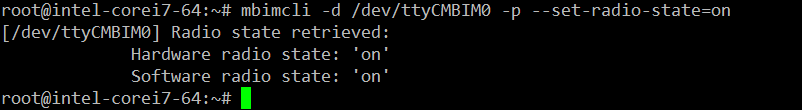 root@intel-corei7-64:~# mbimcli -d /dev/ttyCMBIM0 -p --set-radio-state=on
[/dev/ttyCMBIM0] Radio state retrieved:
Hardware radio state: 'on'
Software radio state: 'on'
root@intel-corei7-64:~#